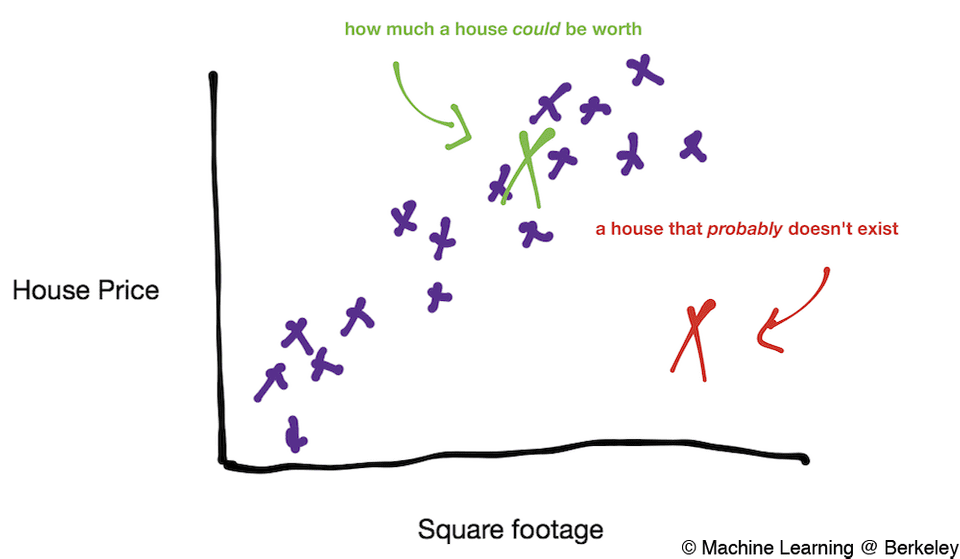 how much a house could be worth
a house that probably doesn't exist
House Price
Square footage
© Machine Learning @ Berkeley